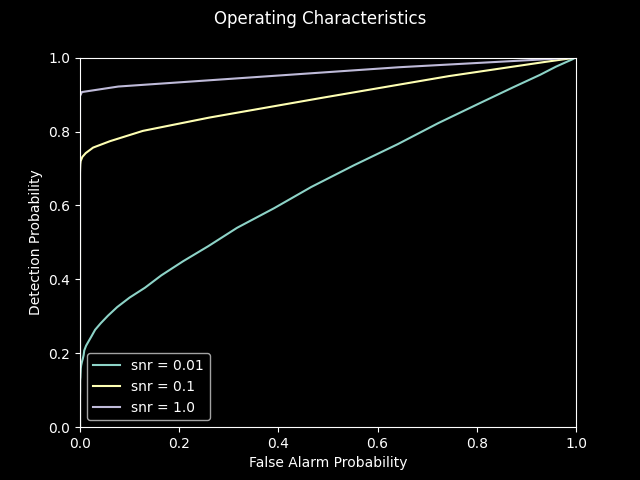 Operating Characteristics
Detection Probability
1.0
0.8
0.6
0.4
0.2
0.0
snr = 0.01
snr = 0.1
snr = 1.0
0.0 0.2 0.4 0.6 0.8 1.0
False Alarm Probability